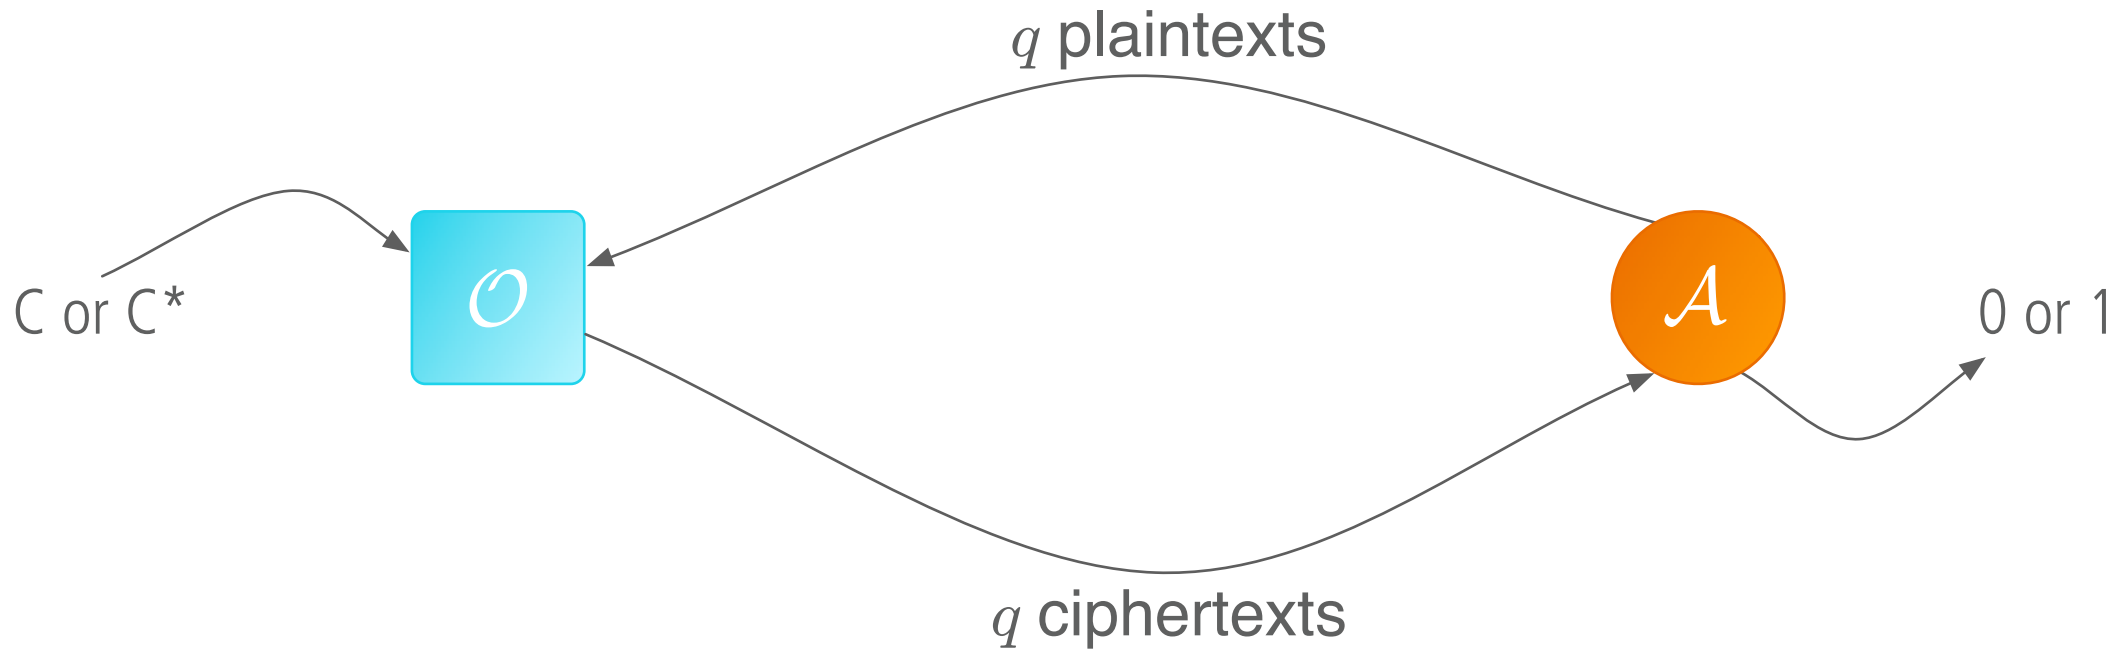 q plaintexts
C or C*
𝒪
𝒜
0 or 1
q ciphertexts